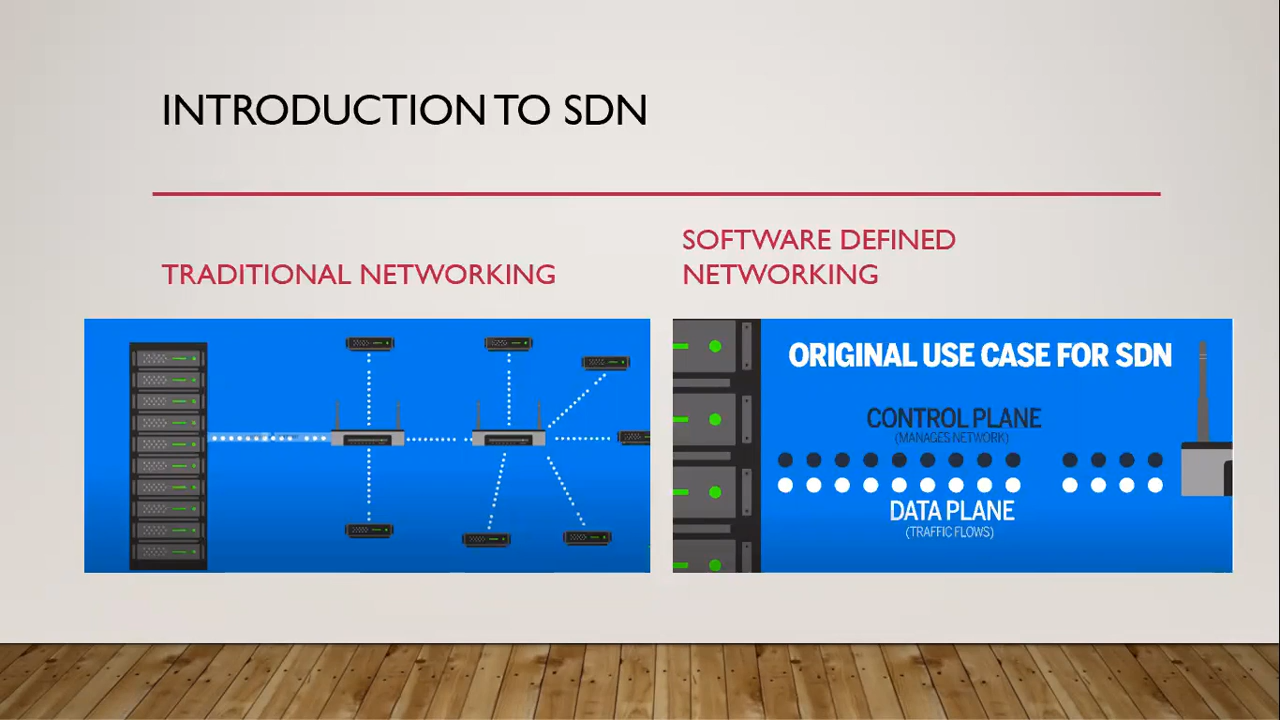 INTRODUCTION TO SDN
TRADITIONAL NETWORKING
SOFTWARE DEFINED
NETWORKING
ORIGINAL USE CASE FOR SDN
CONTROL PLANE
(MANAGES NETWORK)
DATA PLANE
(TRAFFIC FLOWS)